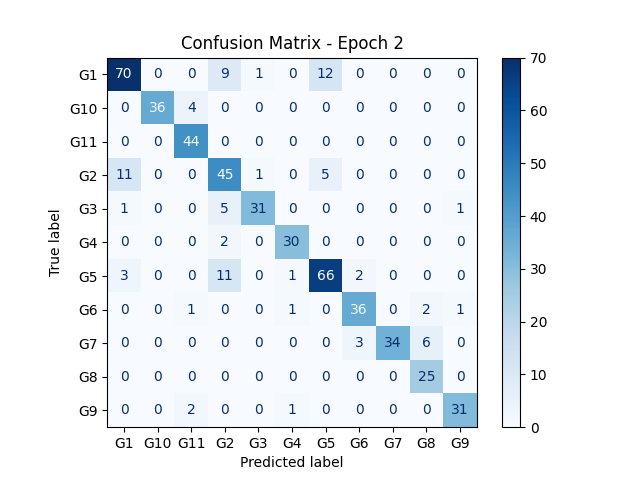 Confusion Matrix - Epoch 2
True label
G1 70 0 0 9 1 0 12 0 0 0 0
G10 0 36 4 0 0 0 0 0 0 0 0
G11 0 0 44 0 0 0 0 0 0 0 0
G2 11 0 0 45 1 0 5 0 0 0 0
G3 1 0 0 5 31 0 0 0 0 0 1
G4 0 0 0 2 0 30 0 0 0 0 0
G5 3 0 0 11 0 1 66 2 0 0 0
G6 0 0 1 0 0 1 0 36 0 2 1
G7 0 0 0 0 0 0 0 3 34 6 0
G8 0 0 0 0 0 0 0 0 0 25 0
G9 0 0 2 0 0 1 0 0 0 0 31
G1 G10 G11 G2 G3 G4 G5 G6 G7 G8 G9
Predicted label
70
60
50
40
30
20
10
0